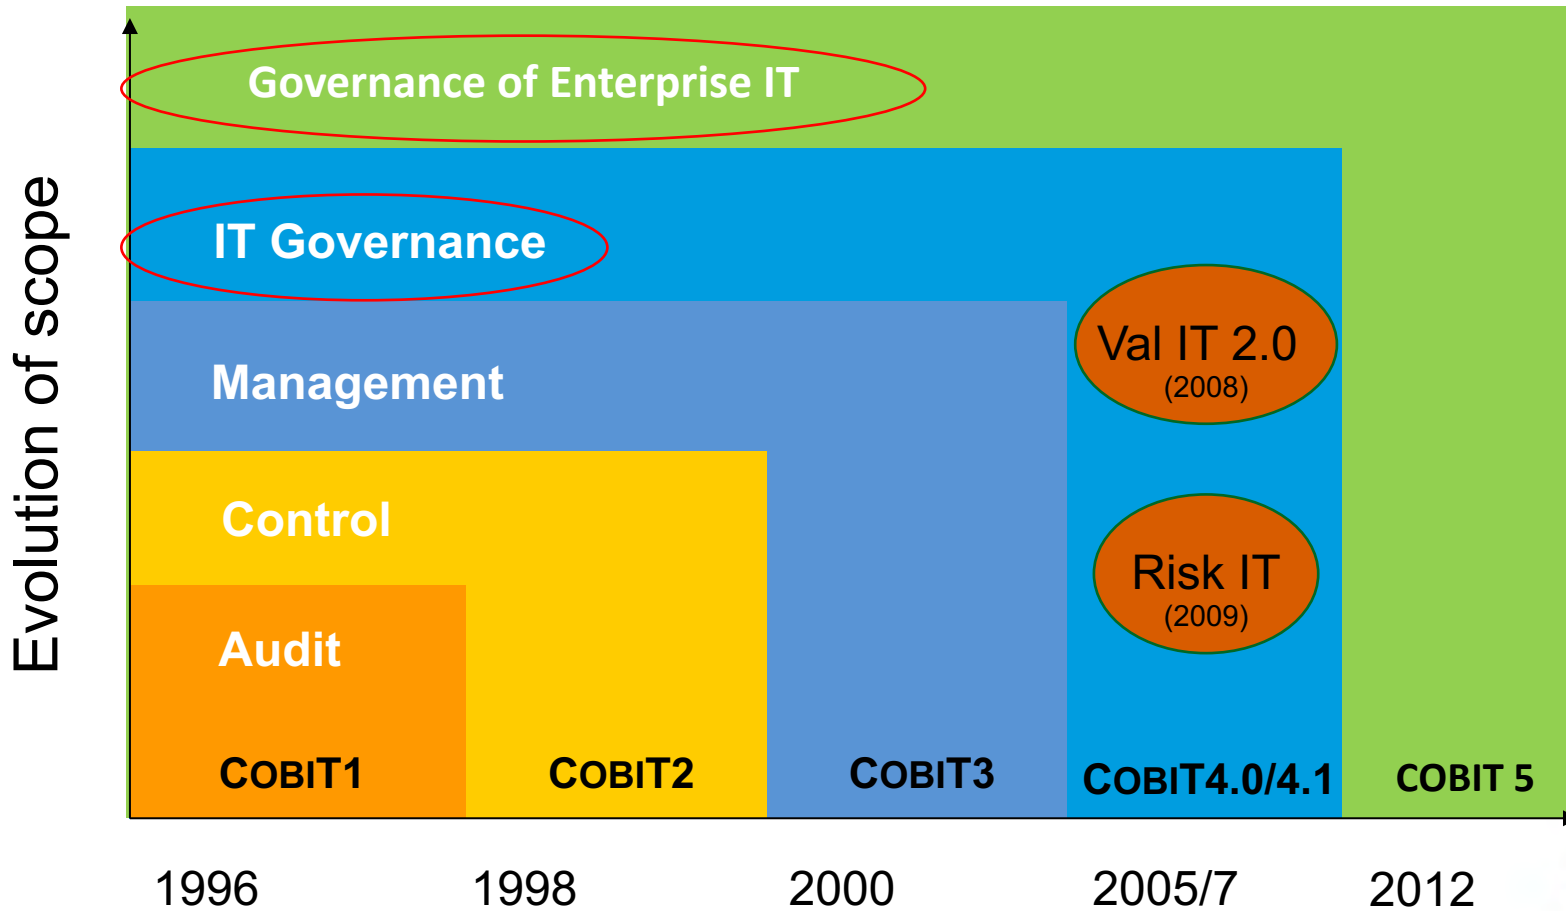 Evolution of scope
Governance of Enterprise IT
IT Governance
Val IT 2.0
(2008)
Management
Control
Risk IT
(2009)
Audit
COBIT1
COBIT2
COBIT3
COBIT4.0/4.1
COBIT 5
1996
1998
2000
2005/7
2012